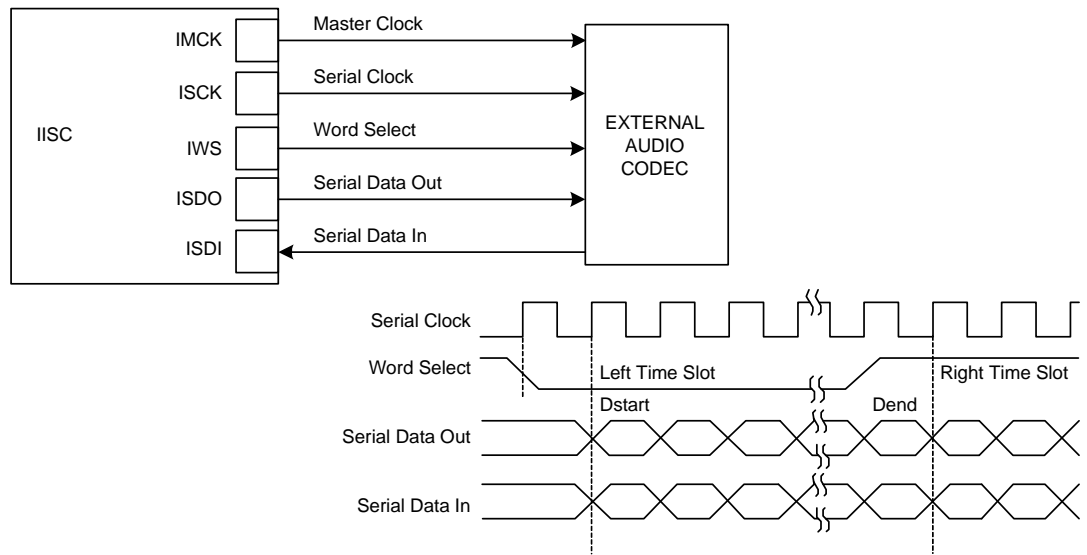 IMCK
Master Clock
ISCK
Serial Clock
IISC
IWS
Word Select
EXTERNAL
AUDIO
CODEC
ISDO
Serial Data Out
ISDI
Serial Data In
Serial Clock
Word Select
Left Time Slot
Right Time Slot
Dstart
Dend
Serial Data Out
Serial Data In